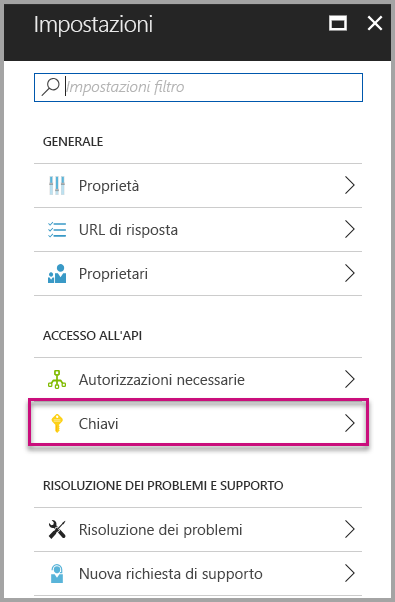 Impostazioni
Impostazioni filtro
GENERALE
Proprietà
URL di risposta
Proprietari
ACCESSO ALL'API
Autorizzazioni necessarie
Chiavi
RISOLUZIONE DEI PROBLEMI E SUPPORTO
Risoluzione dei problemi
Nuova richiesta di supporto